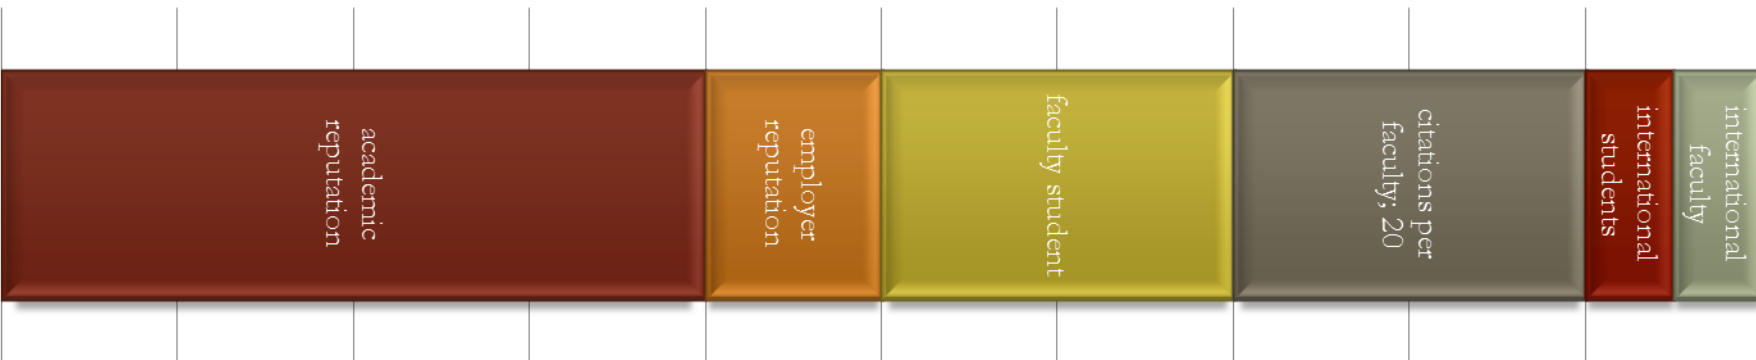 academic
reputation
employer
reputation
faculty student
citations per
faculty; 20
international
students
international
faculty